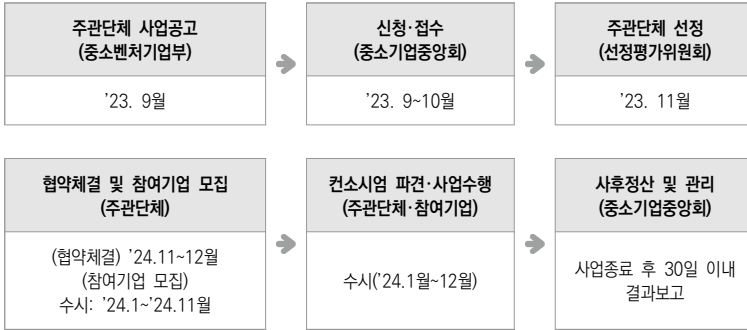 주관단체 사업공고
(중소벤처기업부)
'23. 9월
신청·접수
(중소기업중앙회)
'23. 9~10월
주관단체 선정
(선정평가위원회)
'23. 11월
협약체결 및 참여기업 모집
(주관단체)
(협약체결) '24.11~12월
(참여기업 모집)
수시: '24.1~'24.11월
컨소시엄 파견·사업수행
(주관단체·참여기업)
수시('24.1월~12월)
사후정산 및 관리
(중소기업중앙회)
사업종료 후 30일 이내
결과보고